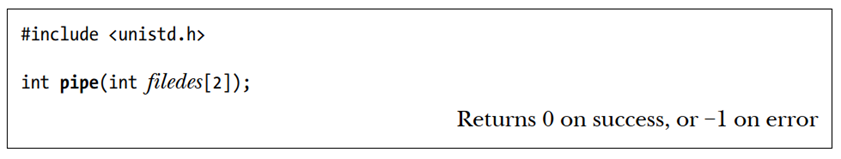 #include <unistd.h>
int pipe(int filedes[2]);
Returns 0 on success, or −1 on error